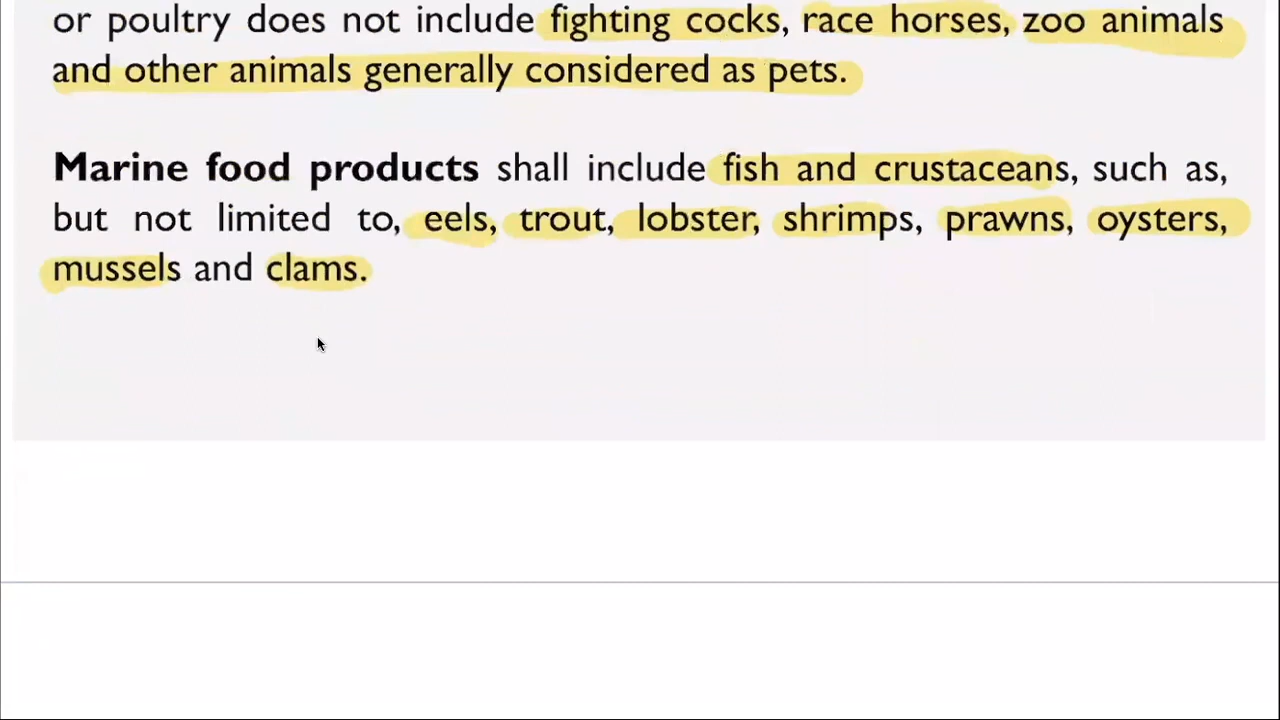 or poultry does not include fighting cocks, race horses, zoo animals
and other animals generally considered as pets.
Marine food products shall include fish and crustaceans, such as,
but not limited to, eels, trout, lobster, shrimps, prawns, oysters,
mussels and clams.